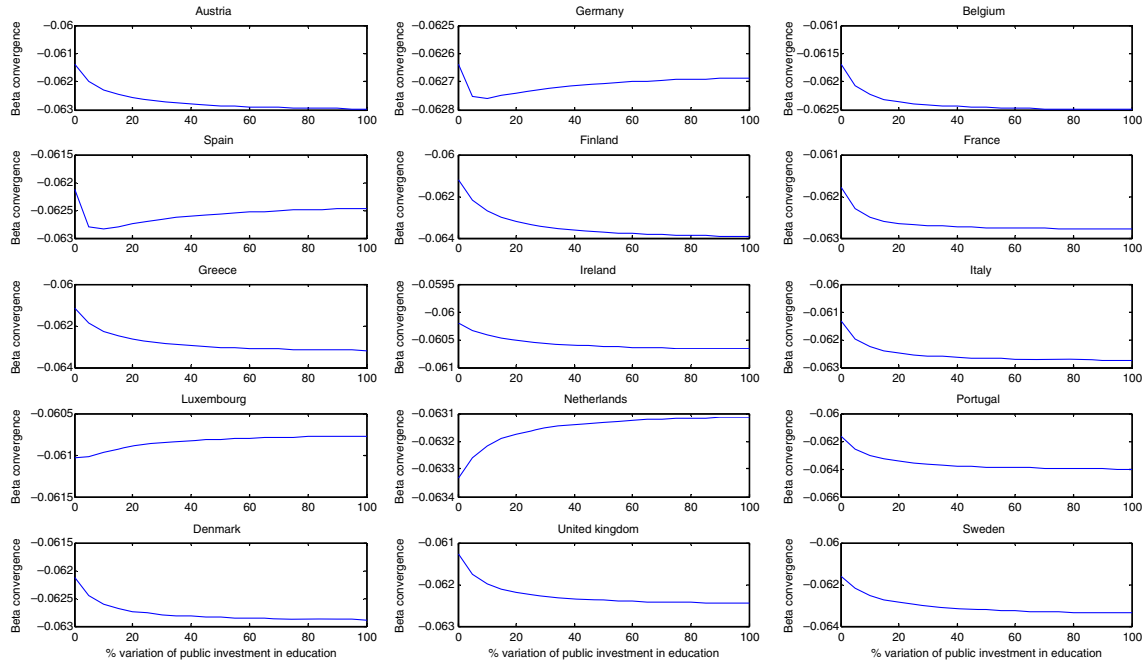 Austria
Beta convergence
−0.06
−0.061
−0.062
−0.063
0 20 40 60 80 100
Germany
Beta convergence
−0.0625
−0.0626
−0.0627
−0.0628
0 20 40 60 80 100
Belgium
Beta convergence
−0.061
−0.0615
−0.062
−0.0625
0 20 40 60 80 100
Spain
Beta convergence
−0.0615
−0.062
−0.0625
−0.063
0 20 40 60 80 100
Finland
Beta convergence
−0.06
−0.062
−0.064
0 20 40 60 80 100
France
Beta convergence
−0.061
−0.062
−0.063
0 20 40 60 80 100
Greece
Beta convergence
−0.06
−0.062
−0.064
0 20 40 60 80 100
Ireland
Beta convergence
−0.0595
−0.06
−0.0605
−0.061
0 20 40 60 80 100
Italy
Beta convergence
−0.06
−0.061
−0.062
−0.063
0 20 40 60 80 100
Luxembourg
Beta convergence
−0.0605
−0.061
−0.0615
0 20 40 60 80 100
Netherlands
Beta convergence
−0.0631
−0.0632
−0.0633
−0.0634
0 20 40 60 80 100
Portugal
Beta convergence
−0.06
−0.062
−0.064
−0.066
0 20 40 60 80 100
Denmark
Beta convergence
−0.0615
−0.062
−0.0625
−0.063
0 20 40 60 80 100
% variation of public investment in education
United kingdom
Beta convergence
−0.061
−0.062
−0.063
0 20 40 60 80 100
% variation of public investment in education
Sweden
Beta convergence
−0.06
−0.062
−0.064
0 20 40 60 80 100
% variation of public investment in education